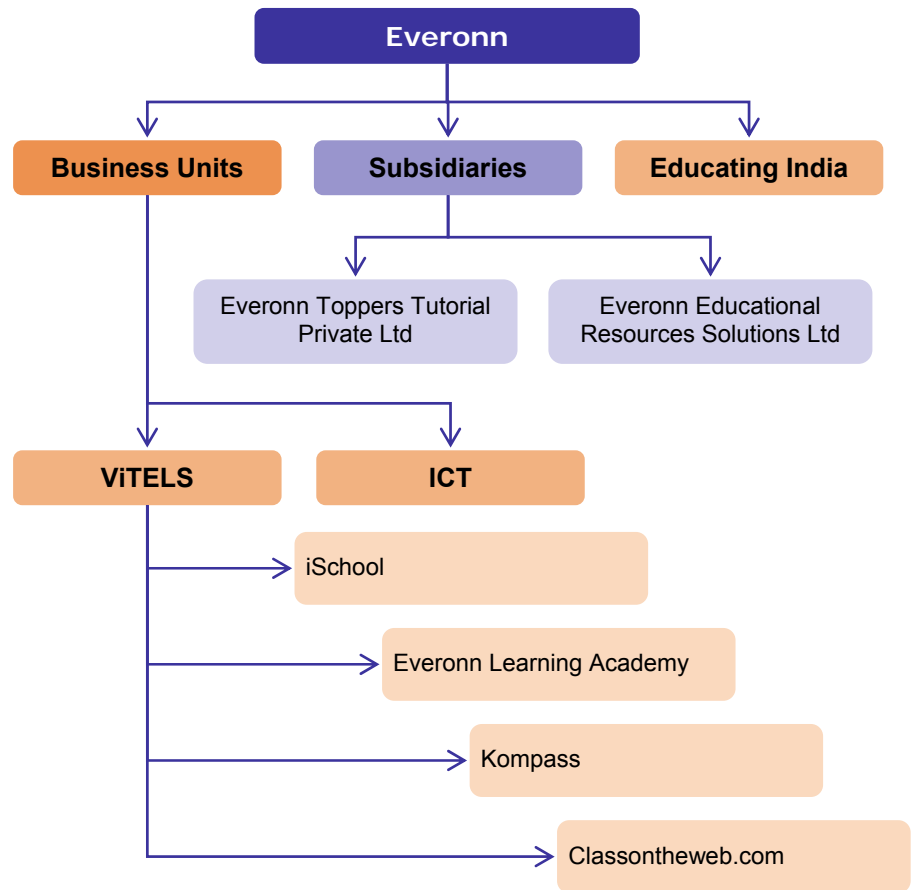 Everonn
Business Units
Subsidiaries
Educating India
Everonn Toppers Tutorial
Private Ltd
Everonn Educational
Resources Solutions Ltd
ViTELS
ICT
iSchool
Everonn Learning Academy
Kompass
Classontheweb.com